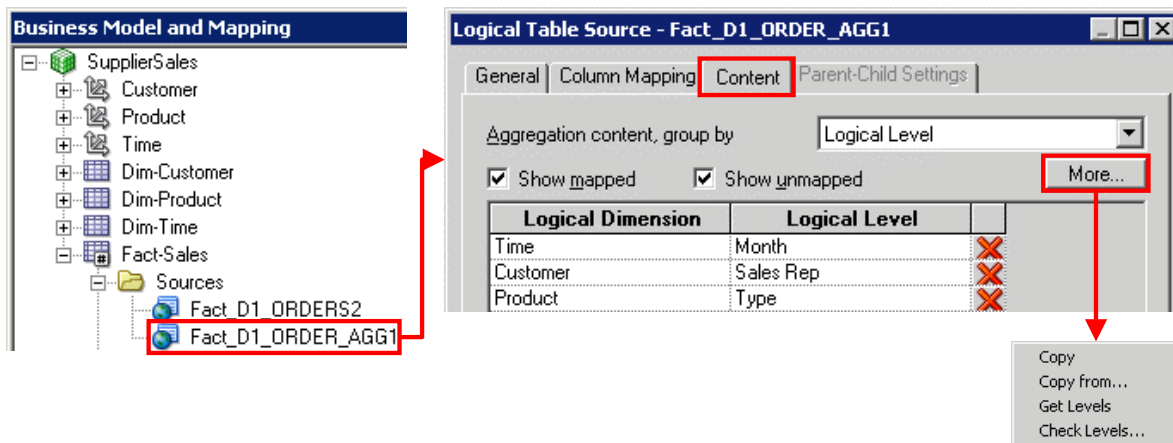 Business Model and Mapping
SupplierSales
Customer
Product
Time
Dim-Customer
Dim-Product
Dim-Time
Fact-Sales
Sources
Fact_D1_ORDERS2
Fact_D1_ORDER_AGG1
Logical Table Source - Fact_D1_ORDER_AGG1
General Column Mapping Content Parent-Child Settings
Aggregation content, group by Logical Level
Show mapped Show unmapped More...
Logical Dimension Logical Level
Time Month
Customer Sales Rep
Product Type
Copy
Copy from...
Get Levels
Check Levels...